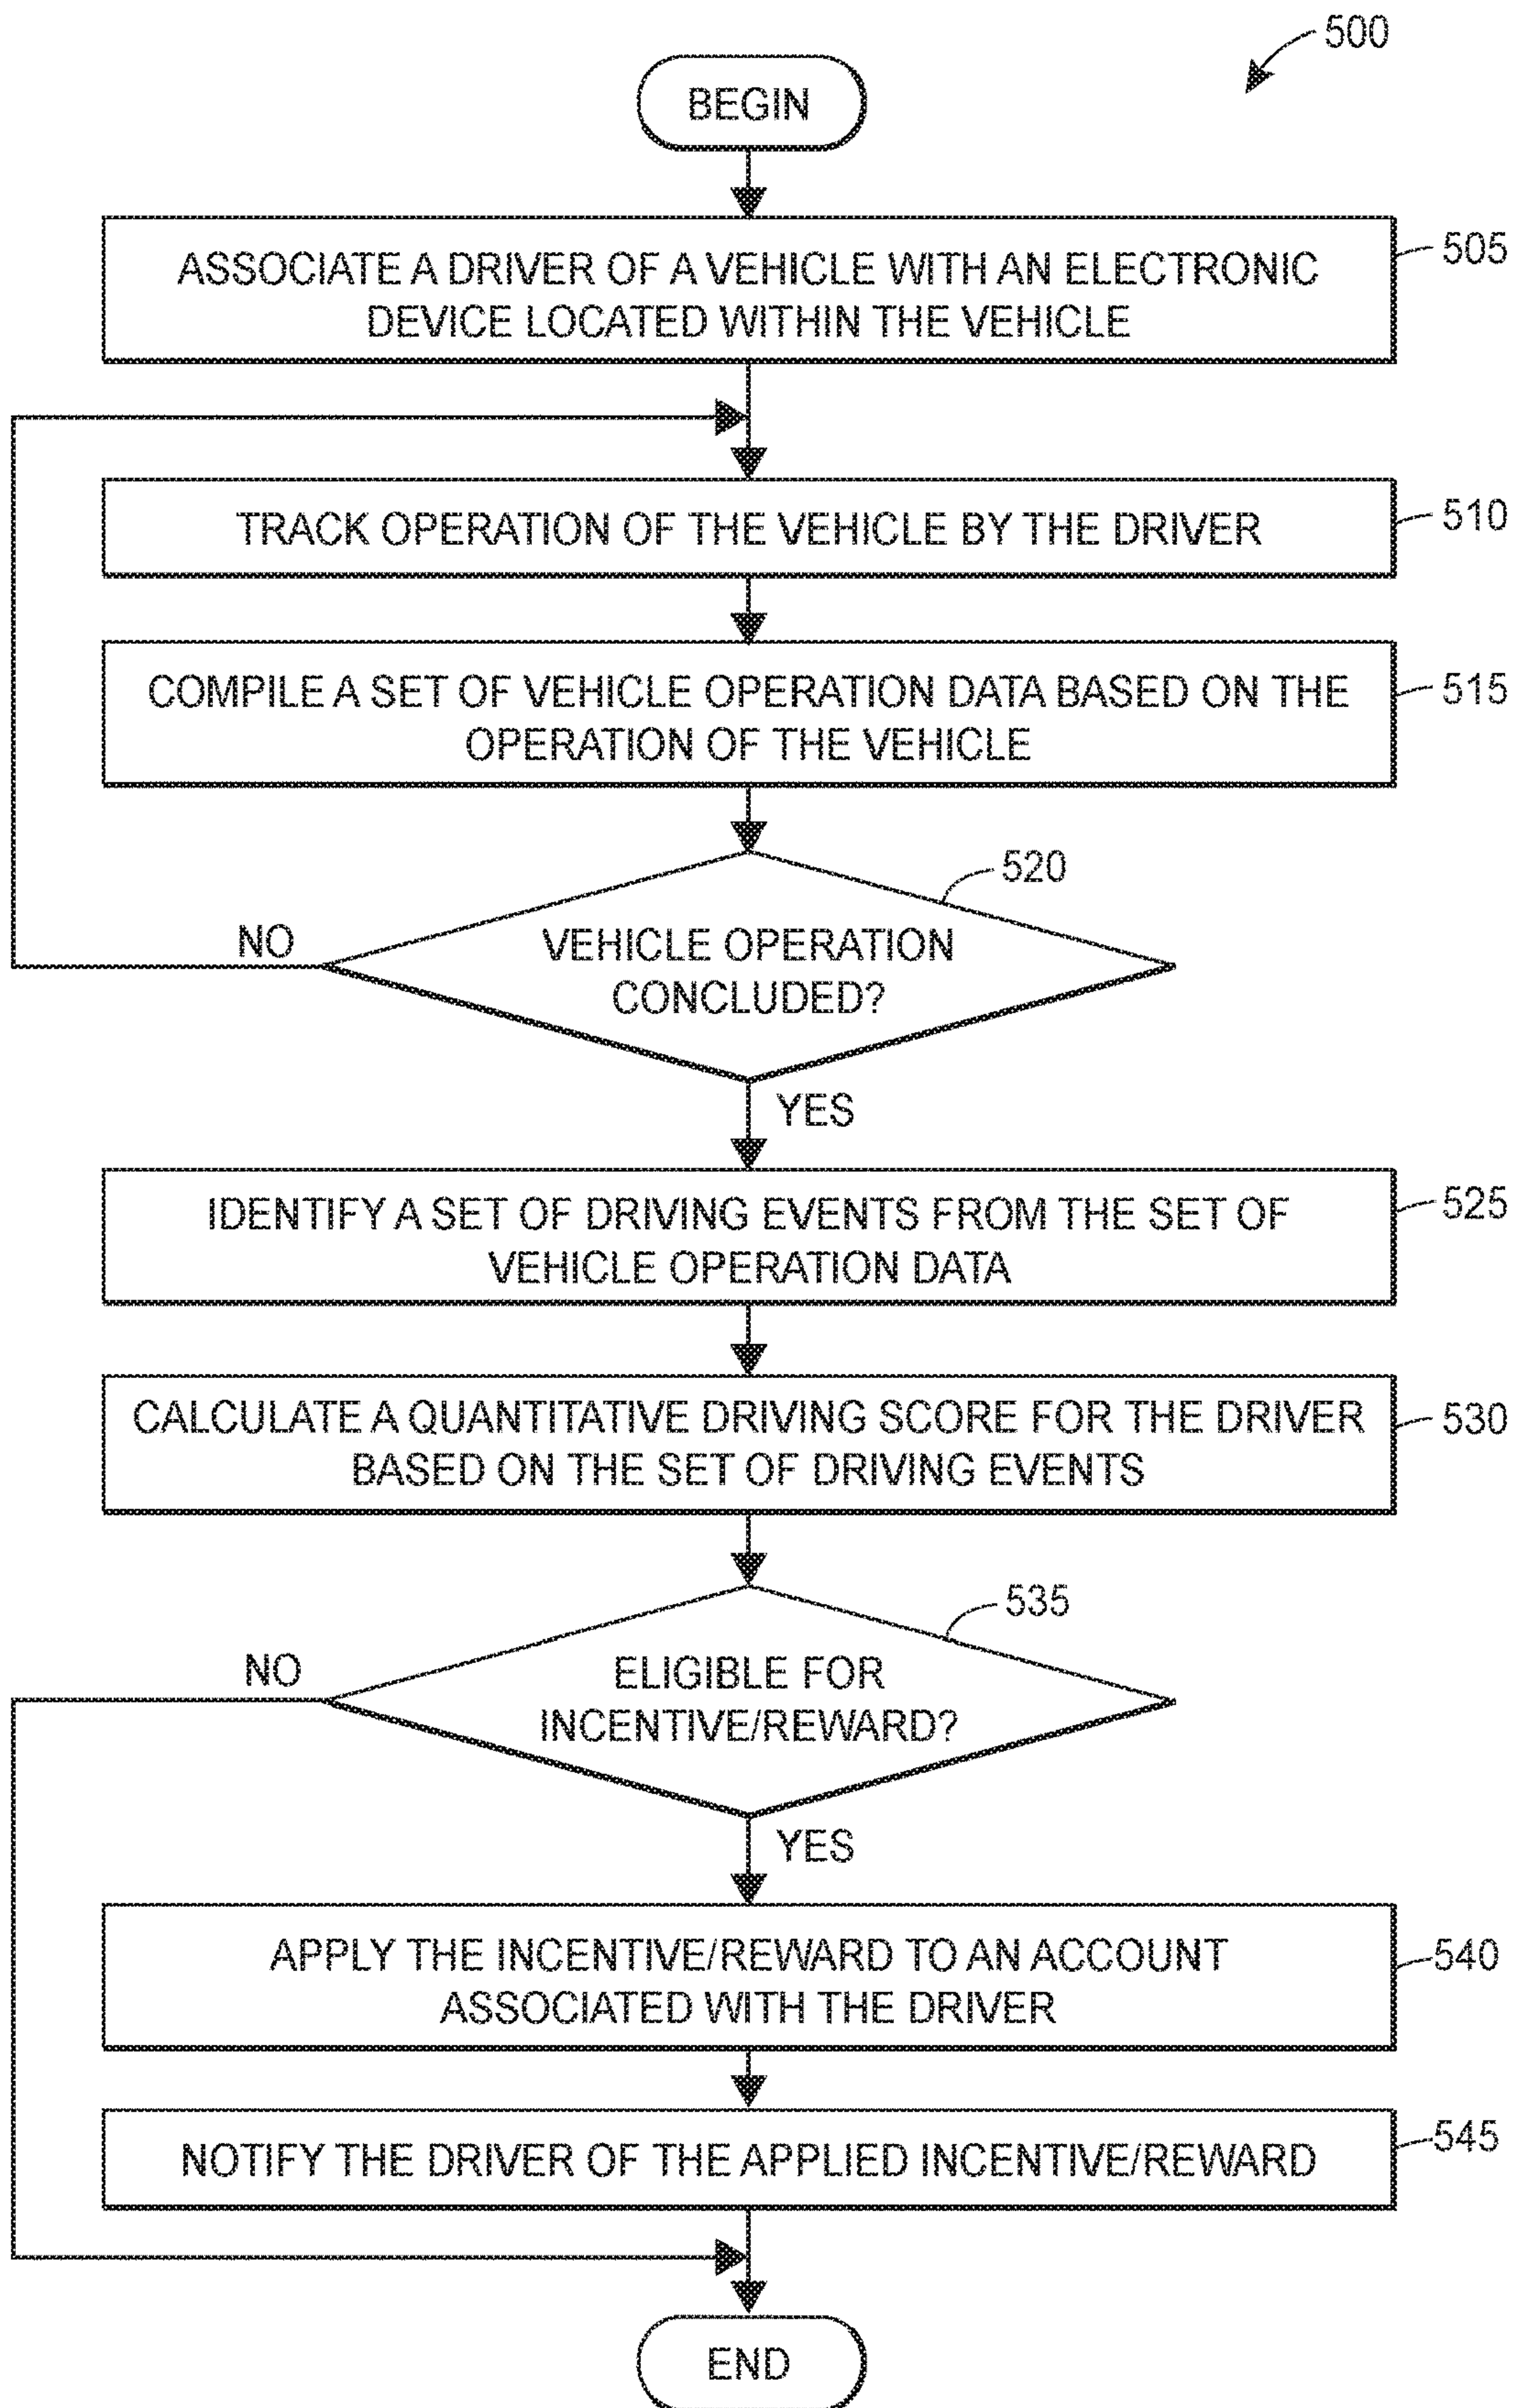 500
BEGIN
ASSOCIATE A DRIVER OF A VEHICLE WITH AN ELECTRONIC
DEVICE LOCATED WITHIN THE VEHICLE
505
TRACK OPERATION OF THE VEHICLE BY THE DRIVER
510
COMPILE A SET OF VEHICLE OPERATION DATA BASED ON THE
OPERATION OF THE VEHICLE
515
520
VEHICLE OPERATION
CONCLUDED?
NO
YES
IDENTIFY A SET OF DRIVING EVENTS FROM THE SET OF
VEHICLE OPERATION DATA
525
CALCULATE A QUANTITATIVE DRIVING SCORE FOR THE DRIVER
BASED ON THE SET OF DRIVING EVENTS
530
535
ELIGIBLE FOR
INCENTIVE/REWARD?
NO
YES
APPLY THE INCENTIVE/REWARD TO AN ACCOUNT
ASSOCIATED WITH THE DRIVER
540
NOTIFY THE DRIVER OF THE APPLIED INCENTIVE/REWARD
545
END